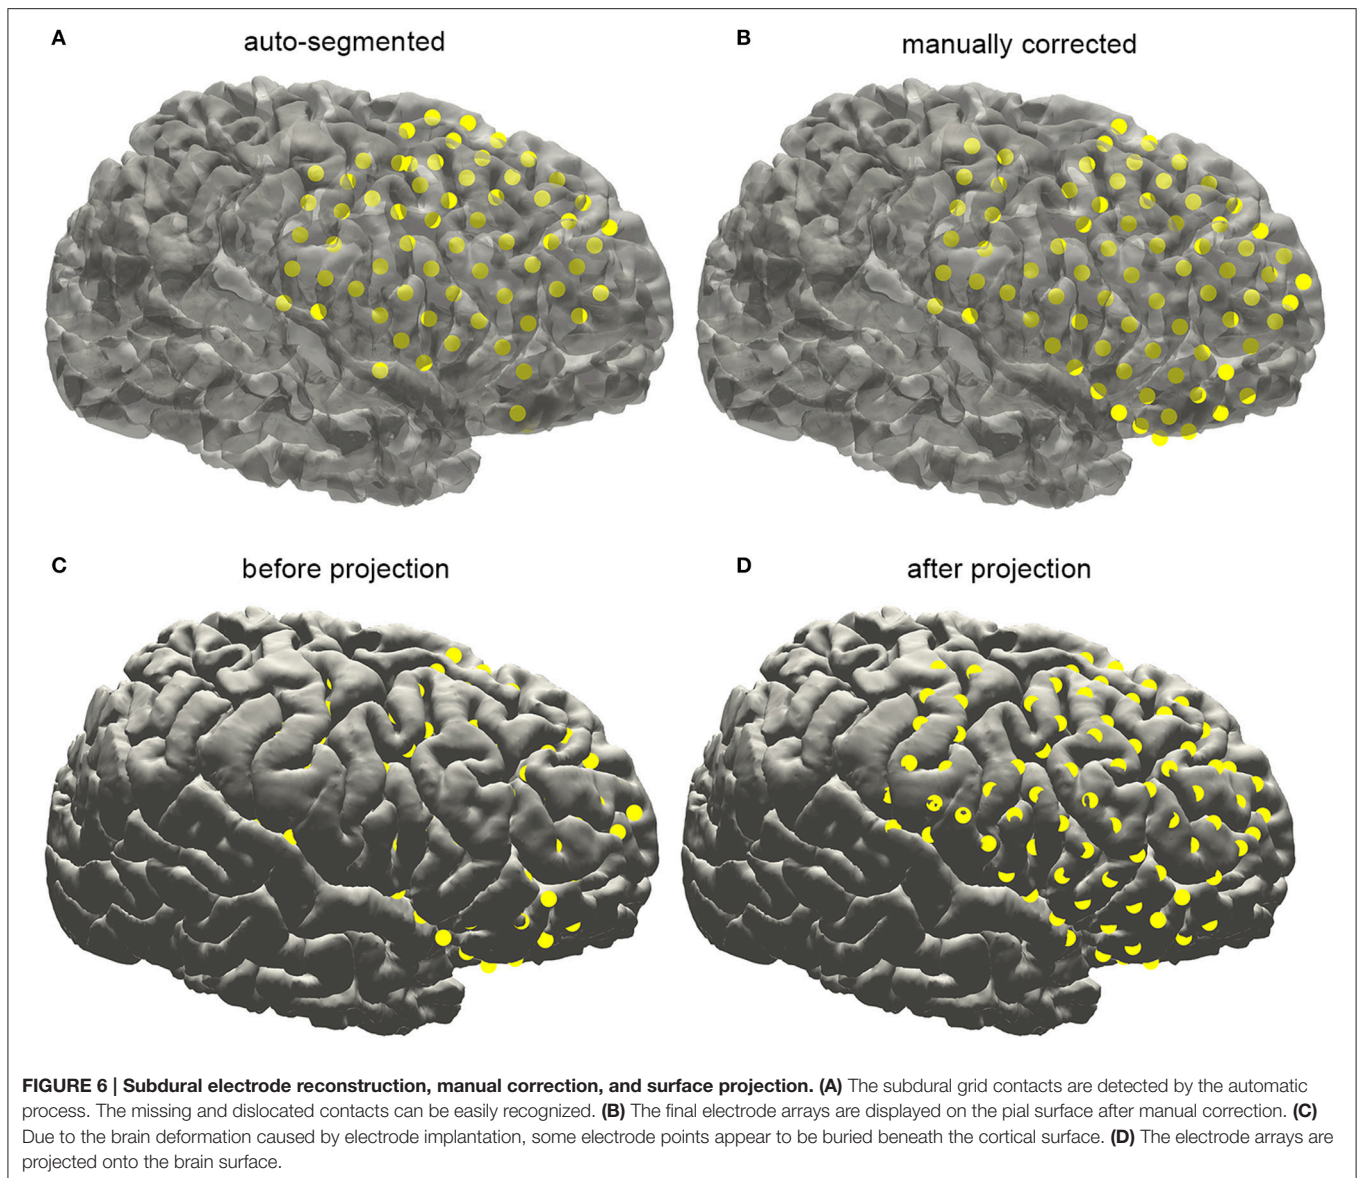 A
auto-segmented
B
manually corrected
C
before projection
D
after projection
FIGURE 6 | Subdural electrode reconstruction, manual correction, and surface projection. (A) The subdural grid contacts are detected by the automatic
process. The missing and dislocated contacts can be easily recognized. (B) The final electrode arrays are displayed on the pial surface after manual correction. (C)
Due to the brain deformation caused by electrode implantation, some electrode points appear to be buried beneath the cortical surface. (D) The electrode arrays are
projected onto the brain surface.